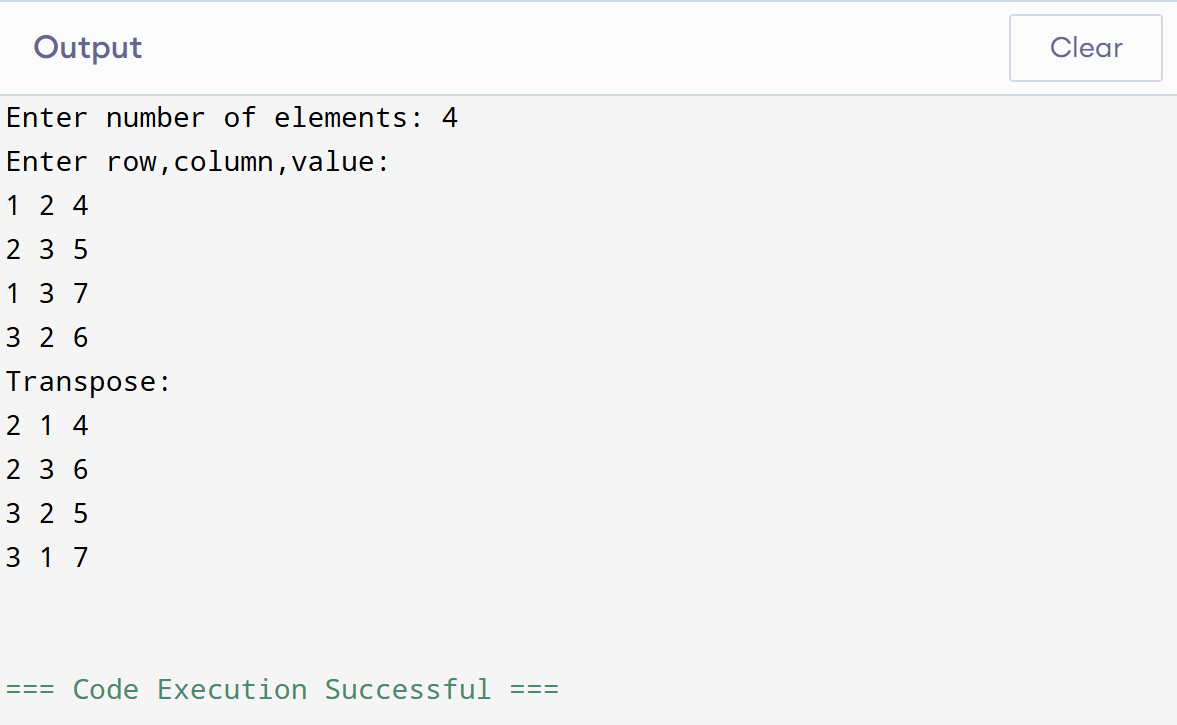 Output
Clear
Enter number of elements: 4
Enter row,column,value:
1 2 4
2 3 5
1 3 7
3 2 6
Transpose:
2 1 4
2 3 6
3 2 5
3 1 7
=== Code Execution Successful ===